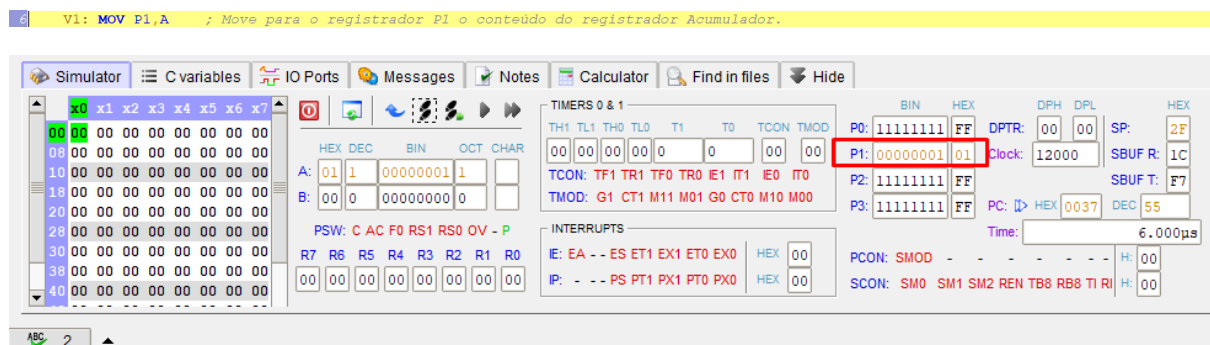 6 V1: MOV P1,A ; Move para o registrador P1 o conteúdo do registrador Acumulador.
Simulator C variables IO Ports Messages Notes Calculator Find in files Hide
x0 x1 x2 x3 x4 x5 x6 x7
00 00 00 00 00 00 00 00 00
08 00 00 00 00 00 00 00 00
10 00 00 00 00 00 00 00 00
18 00 00 00 00 00 00 00 00
20 00 00 00 00 00 00 00 00
28 00 00 00 00 00 00 00 00
30 00 00 00 00 00 00 00 00
38 00 00 00 00 00 00 00 00
40 00 00 00 00 00 00 00 00
HEX DEC BIN OCT CHAR
A: 01 1 00000001 1
B: 00 0 00000000 0
PSW: C AC F0 RS1 RS0 OV - P
R7 R6 R5 R4 R3 R2 R1 R0
00 00 00 00 00 00 00 00
TIMERS 0 & 1
TH1 TL1 TH0 TL0 T1 T0 TCON TMOD
00 00 00 00 0 0 00 00
TCON: TF1 TR1 TF0 TR0 IE1 IT1 IE0 IT0
TMOD: G1 CT1 M11 M01 G0 CT0 M10 M00
INTERRUPTS
IE: EA - - ES ET1 EX1 ET0 EX0 HEX 00
IP: - - - PS PT1 PX1 PT0 PX0 HEX 00
BIN HEX
P0: 11111111 FF
P1: 00000001 01
P2: 11111111 FF
P3: 11111111 FF
DPH DPL
DPTR: 00 00
Clock: 12000
HEX
SP: 2F
SBUF R: 1C
SBUF T: F7
PC: HEX 0037 DEC 55
Time: 6.000µs
PCON: SMOD - - - - - - - H: 00
SCON: SM0 SM1 SM2 REN TB8 RB8 TI RI H: 00
ABC 2